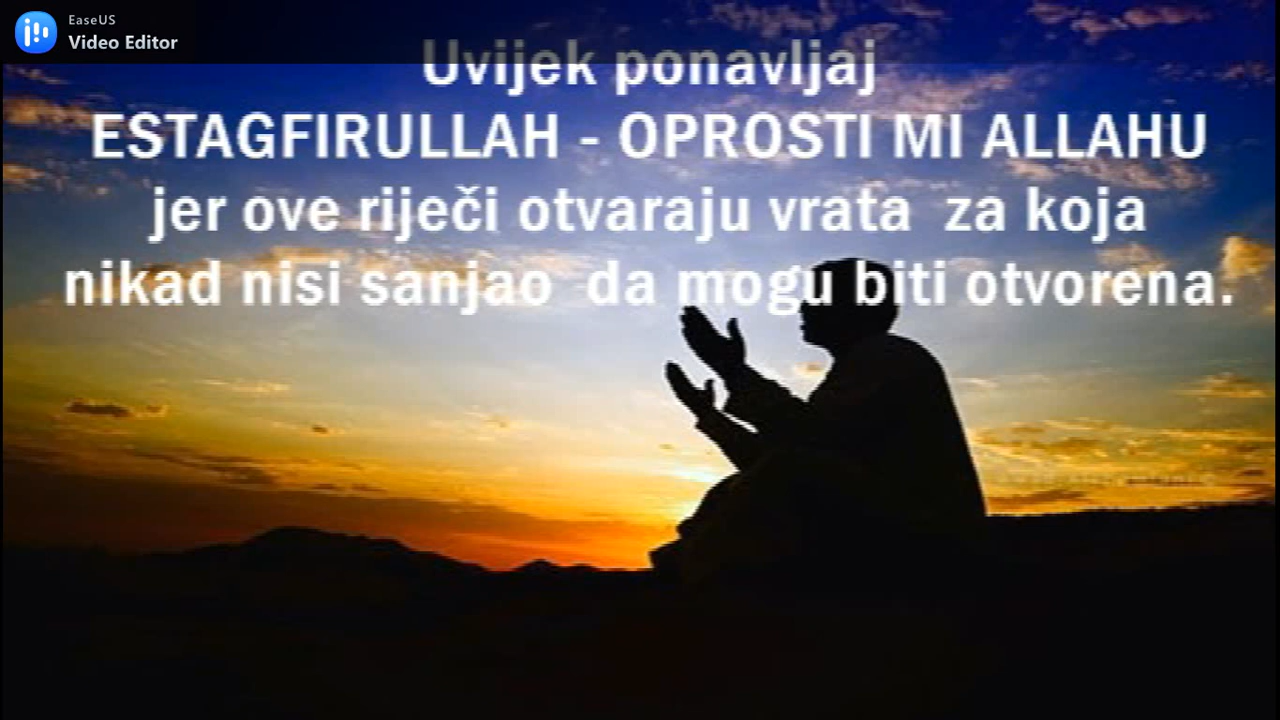 EaseUS
Video Editor
Uvijek ponavljaj
ESTAGFIRULLAH - OPROSTI MI ALLAHU
jer ove riječi otvaraju vrata za koja
nikad nisi sanjao da mogu biti otvorena.